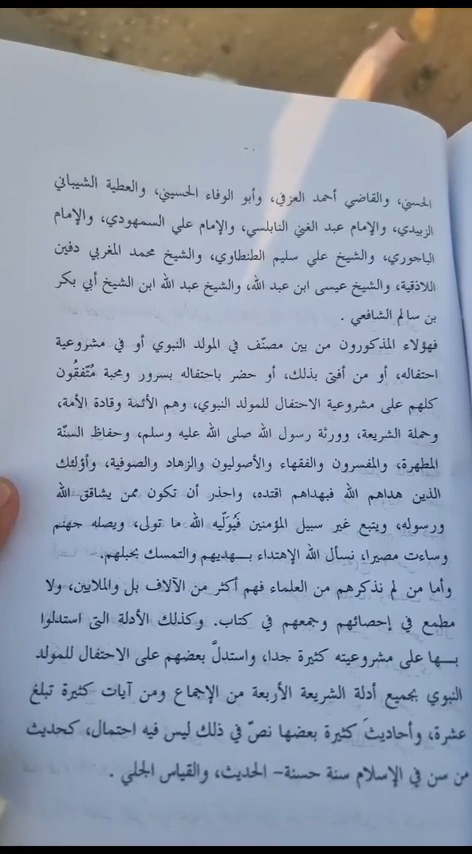 الحسني، والقاضي أحمد العزفي، وأبو الوفاء الحسيني، والعطية الشيباني
الزبيدي، والإمام عبد الغني النابلسي، والإمام علي السمهودي، والإمام
الباجوري، والشيخ علي سليم الطنطاوي، والشيخ محمد المغربي دفين
اللاذقية، والشيخ عيسى ابن عبد الله، والشيخ عبد الله ابن الشيخ أبي بكر
بن سالم الشافعي .
فهؤلاء المذكورون من بين مصنّف في المولد النبوي أو في مشروعية
احتفاله، أو من أفتى بذلك، أو حضر باحتفاله بسرور ومحبة مُتّفقُون
كلهم على مشروعية الاحتفال للمولد النبوي، وهم الأئمة وقادة الأمة،
وحملة الشريعة، وورثة رسول الله صلى الله عليه وسلم، وحفاظ السنّة
المطهرة، والمفسرون والفقهاء والأصوليون والزهاد والصوفية، وأؤلئك
الذين هداهم الله فبهداهم اقتده، واحذر أن تكون ممن يشاقق الله
ورسوله، ويتبع غير سبيل المؤمنين فَيُوَلّيه الله ما تولى، ويصله جهنم
وساءت مصيرا، نسأل الله الإهتداء بـــهديهم والتمسك بحبلهم.
وأما من لم نذكرهم من العلماء فهم أكثر من الآلاف بل والملايين، ولا
مطمع في إحصائهم وجمعهم في كتاب. وكذلك الأدلة التى استدلوا
بـــها على مشروعيته كثيرة جدا، واستدلَّ بعضهم على الاحتفال للمولد
النبوي بجميع أدلة الشريعة الأربعة من الإجماع ومن آيات كثيرة تبلغ
عشرة، وأحاديثَ كثيرة بعضها نصّ في ذلك ليس فيه احتمال، كحديث
من سن في الإسلام سنة حسنة- الحديث، والقياس الجلي .